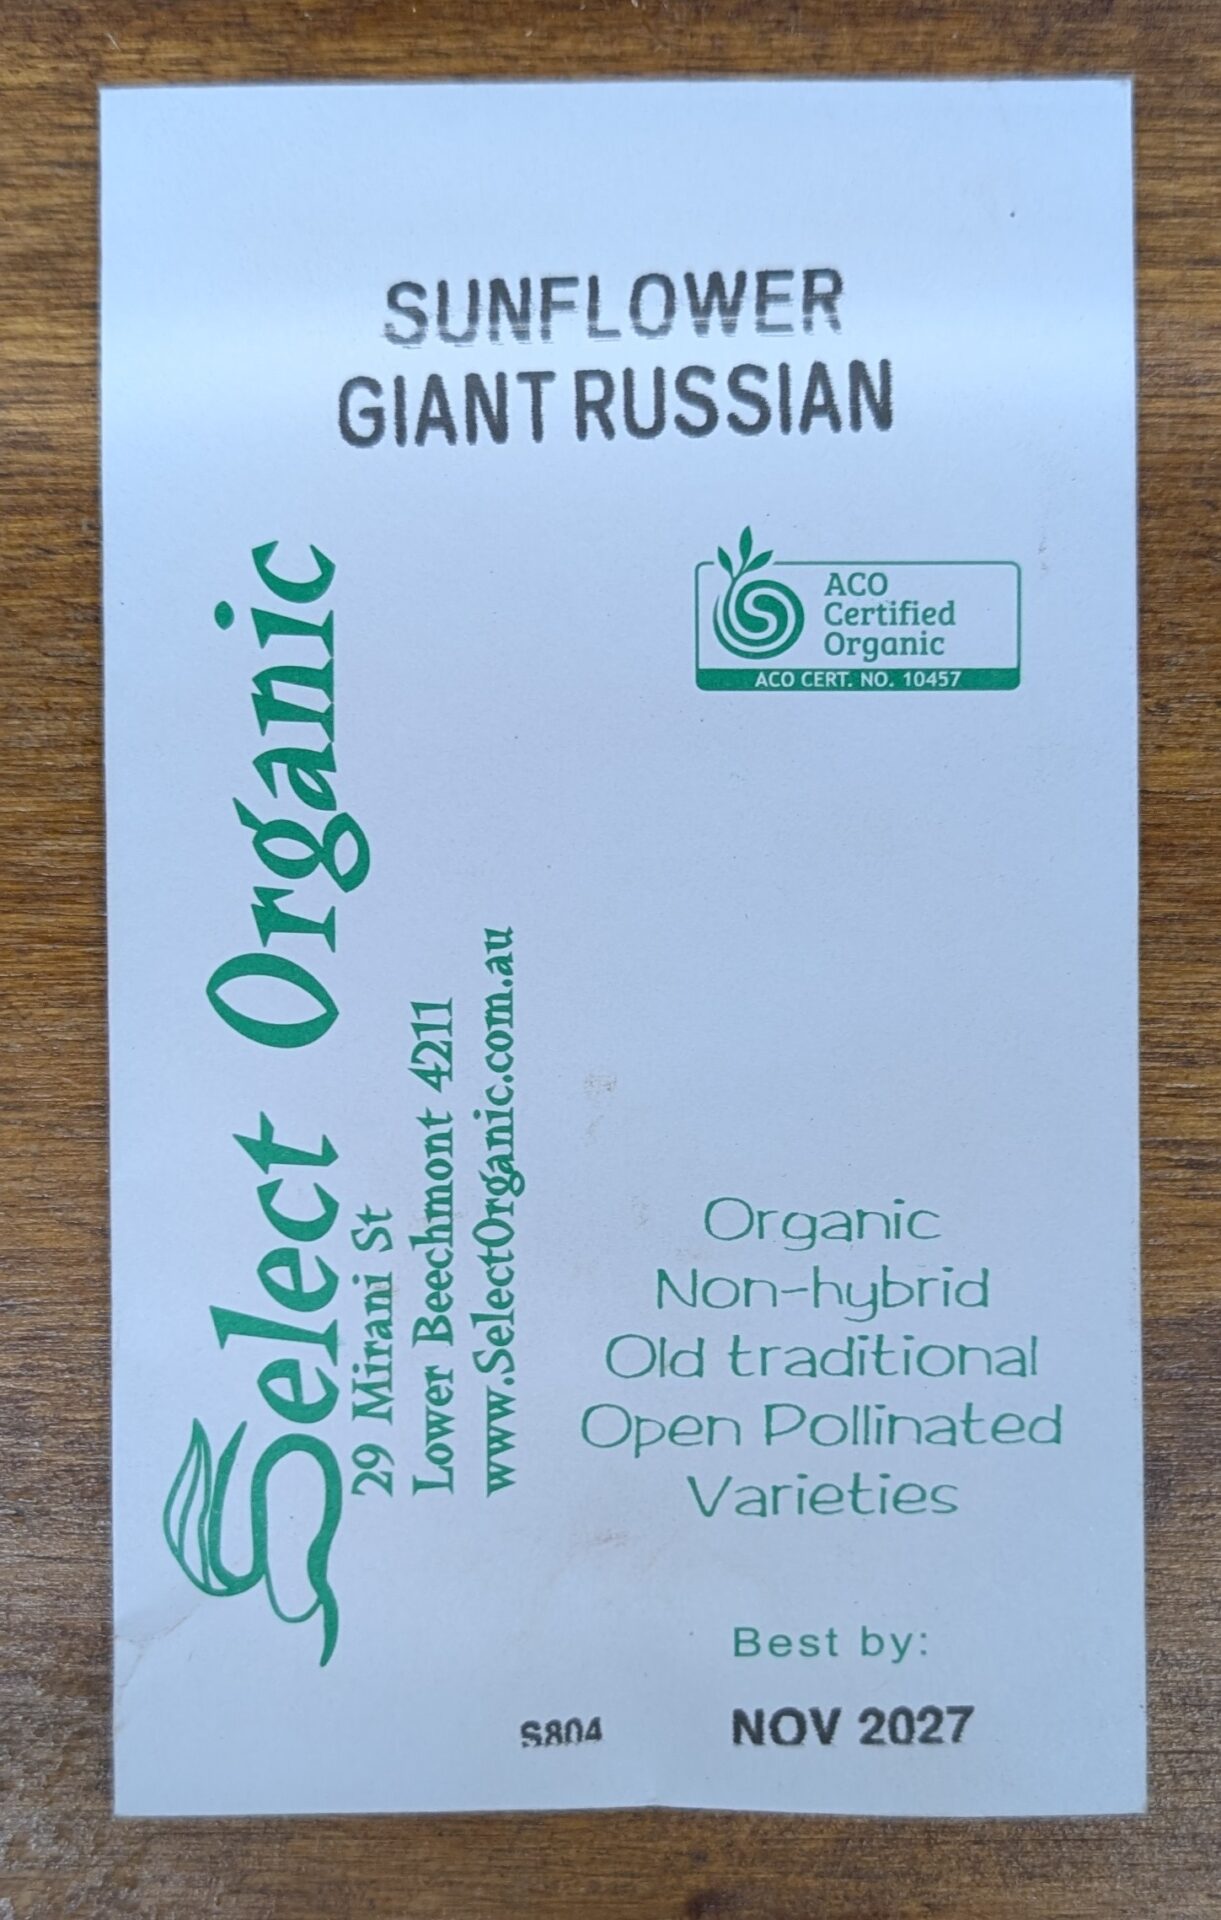 SUNFLOWER
GIANT RUSSIAN
ACO
Certified
Organic
ACO CERT. NO. 10457
Select Organic
29 Mirani St
Lower Beechmont 4211
www.SelectOrganic.com.au
Organic
Non-hybrid
Old traditional
Open Pollinated
Varieties
Best by:
S804
NOV 2027